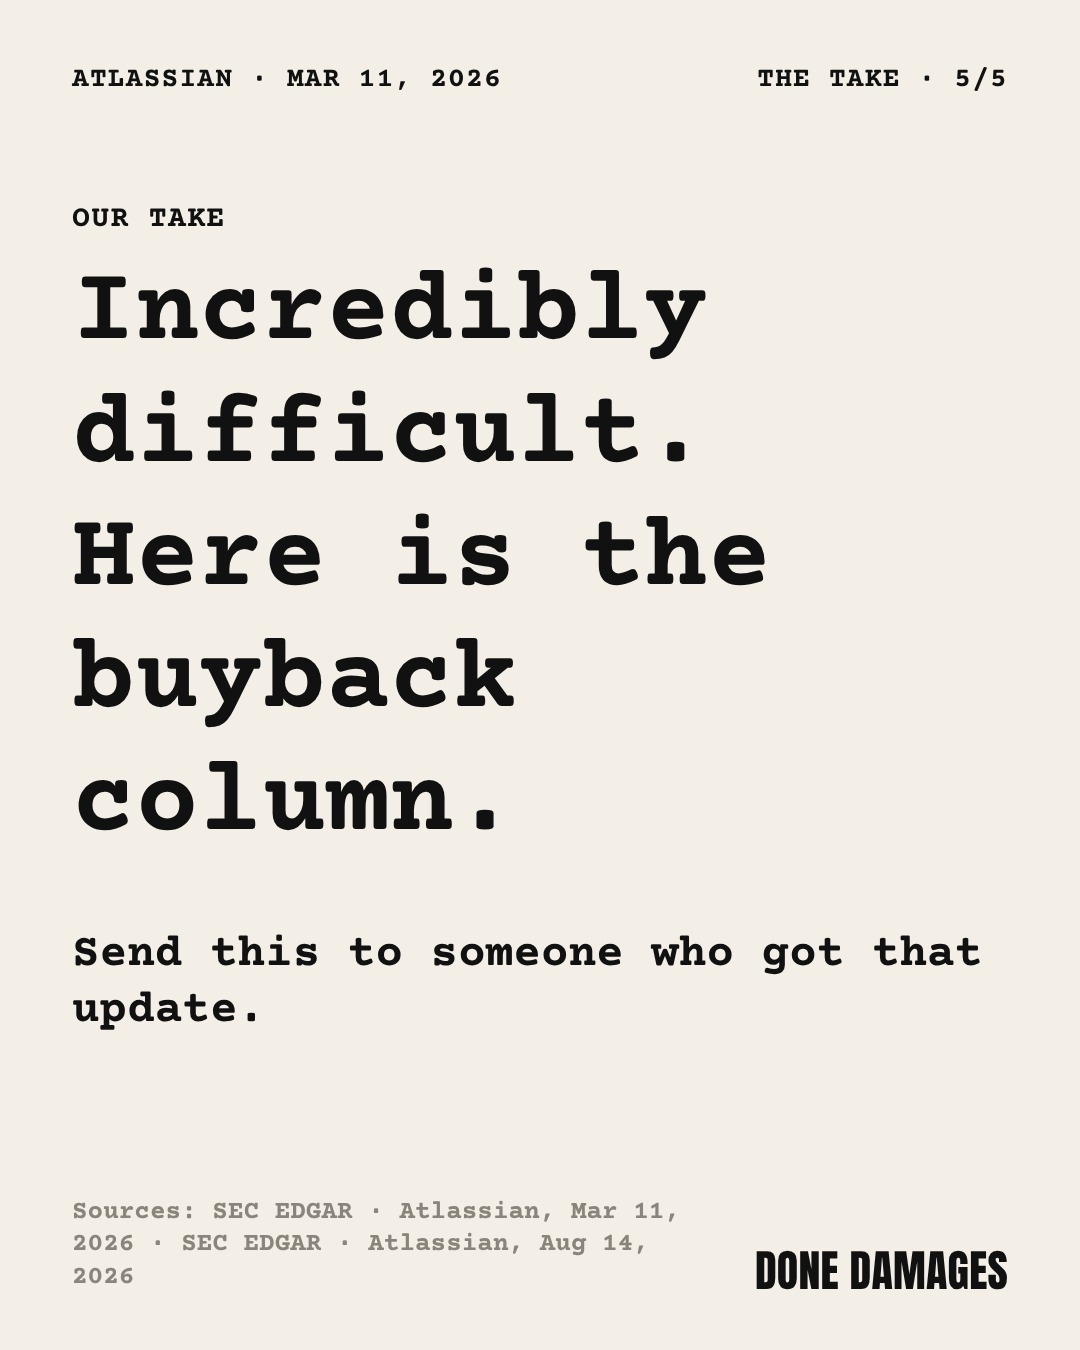 ATLASSIAN · MAR 11, 2026
THE TAKE · 5/5
OUR TAKE
Incredibly
difficult.
Here is the
buyback
column.
Send this to someone who got that
update.
Sources: SEC EDGAR · Atlassian, Mar 11,
2026 · SEC EDGAR · Atlassian, Aug 14,
2026
DONE DAMAGES